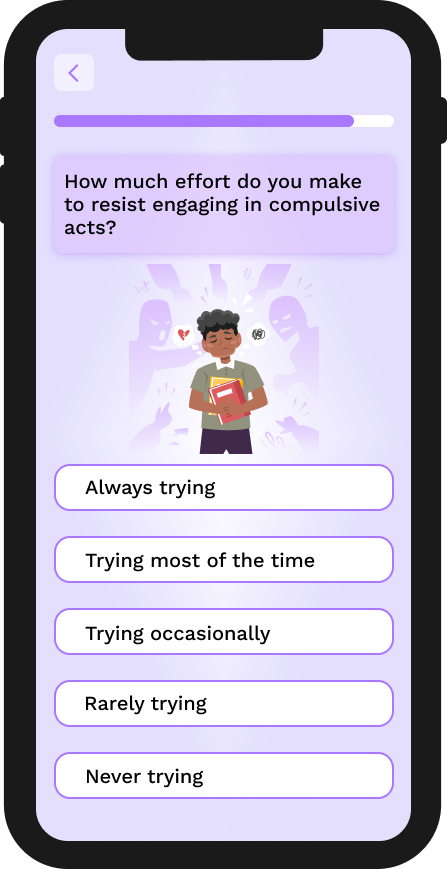 How much effort do you make
to resist engaging in compulsive
acts?
Always trying
Trying most of the time
Trying occasionally
Rarely trying
Never trying